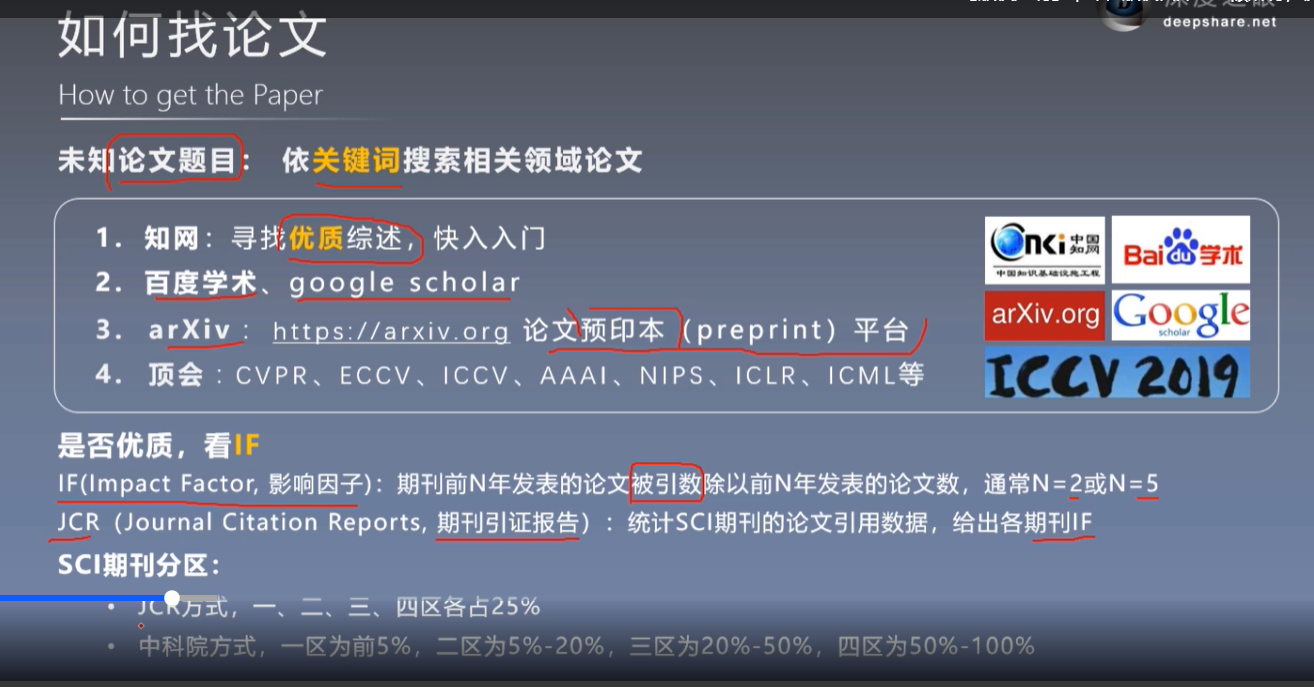 如何找论文
deepshare.net
How to get the Paper
未知论文题目： 依关键词搜索相关领域论文
1. 知网：寻找优质综述，快入入门
2. 百度学术、google scholar
3. arXiv：https://arxiv.org 论文预印本（preprint）平台
4. 顶会：CVPR、ECCV、ICCV、AAAI、NIPS、ICLR、ICML等
cnki 中国知网
中国知识基础设施工程
Bai du 学术
arXiv.org
Google
scholar
ICCV 2019
是否优质，看IF
IF(Impact Factor, 影响因子)：期刊前N年发表的论文被引数除以前N年发表的论文数，通常N=2或N=5
JCR（Journal Citation Reports, 期刊引证报告）：统计SCI期刊的论文引用数据，给出各期刊IF
SCI期刊分区：
• JCR方式，一、二、三、四区各占25%
• 中科院方式，一区为前5%，二区为5%-20%，三区为20%-50%，四区为50%-100%